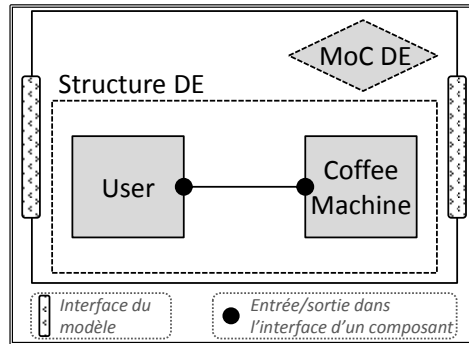 MoC DE
Structure DE
User
Coffee
Machine
Interface du
modèle
Entrée/sortie dans
l'interface d'un composant